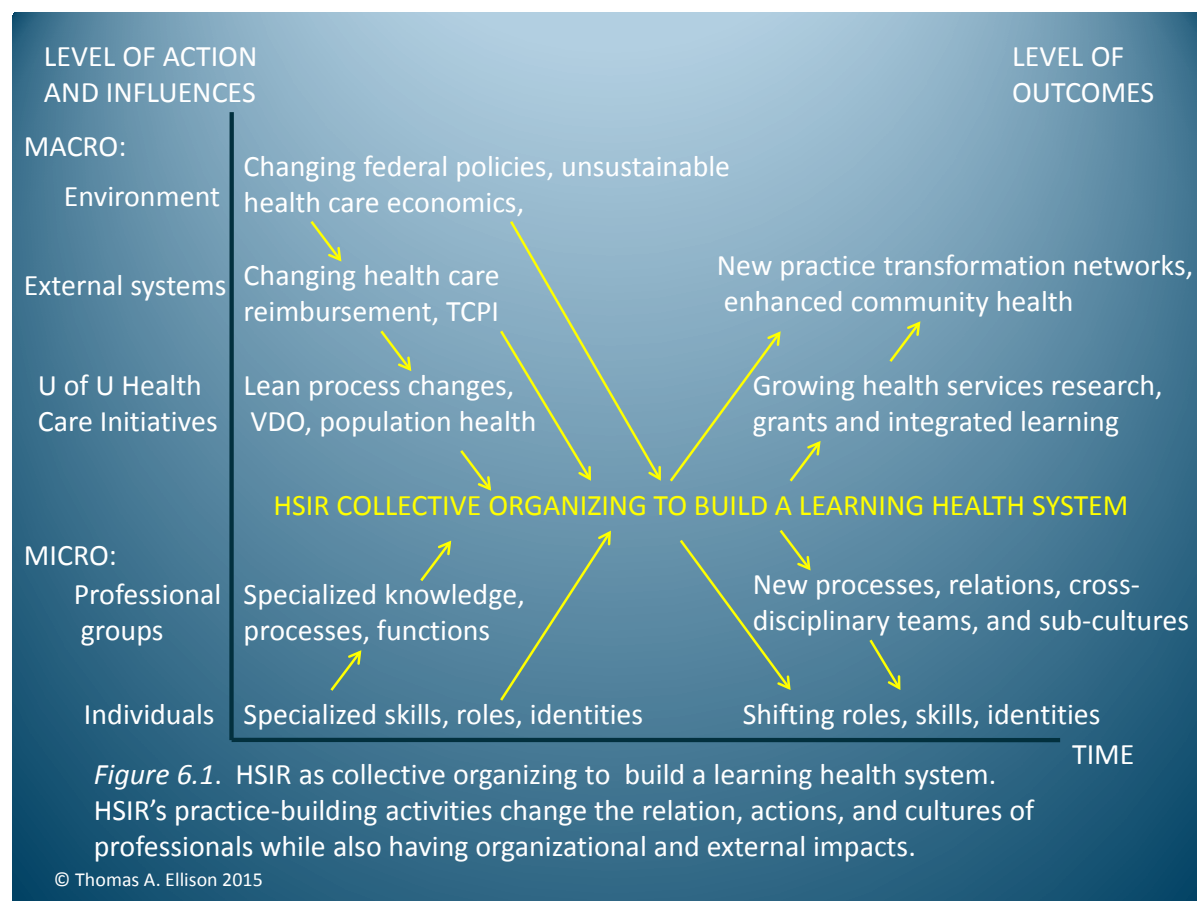 LEVEL OF ACTION
AND INFLUENCES
LEVEL OF
OUTCOMES
MACRO:
Environment
Changing federal policies, unsustainable
health care economics,
External systems
Changing health care
reimbursement, TCPI
New practice transformation networks,
enhanced community health
U of U Health
Care Initiatives
Lean process changes,
VDO, population health
Growing health services research,
grants and integrated learning
HSIR COLLECTIVE ORGANIZING TO BUILD A LEARNING HEALTH SYSTEM
MICRO:
Professional
groups
Specialized knowledge,
processes, functions
New processes, relations, cross-
disciplinary teams, and sub-cultures
Individuals
Specialized skills, roles, identities
Shifting roles, skills, identities
TIME
Figure 6.1. HSIR as collective organizing to build a learning health system.
HSIR’s practice-building activities change the relation, actions, and cultures of
professionals while also having organizational and external impacts.
© Thomas A. Ellison 2015